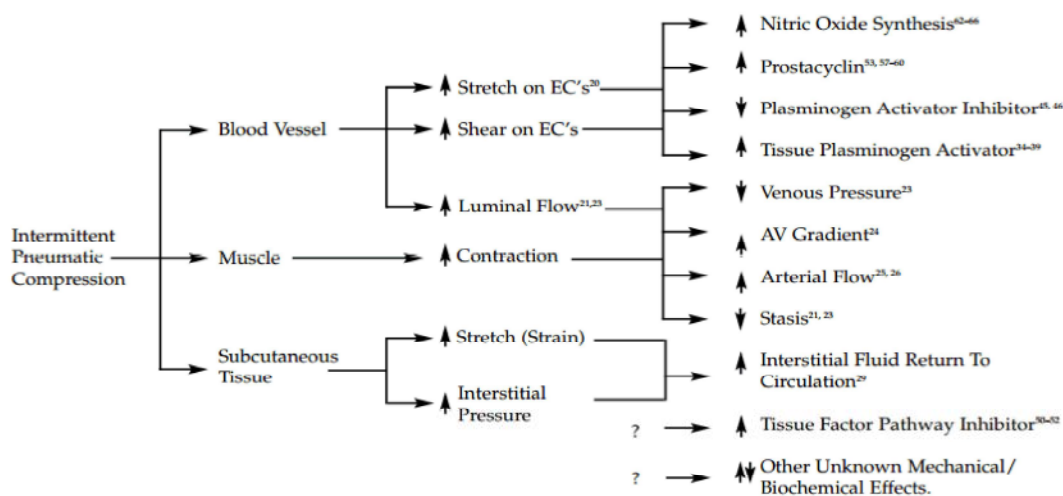 Intermittent
Pneumatic
Compression
Blood Vessel
Muscle
Subcutaneous
Tissue
Stretch on EC's²⁰
Shear on EC's
Luminal Flow²¹,²³
Contraction
Stretch (Strain)
Interstitial
Pressure
Nitric Oxide Synthesis⁶²⁻⁶⁶
Prostacyclin⁵³, ⁵⁷⁻⁶⁰
Plasminogen Activator Inhibitor⁴⁵, ⁴⁶
Tissue Plasminogen Activator³⁴⁻³⁹
Venous Pressure²³
AV Gradient²⁴
Arterial Flow²⁵, ²⁶
Stasis²¹, ²³
Interstitial Fluid Return To
Circulation²⁹
? Tissue Factor Pathway Inhibitor⁵⁰⁻⁵²
? Other Unknown Mechanical/
Biochemical Effects.